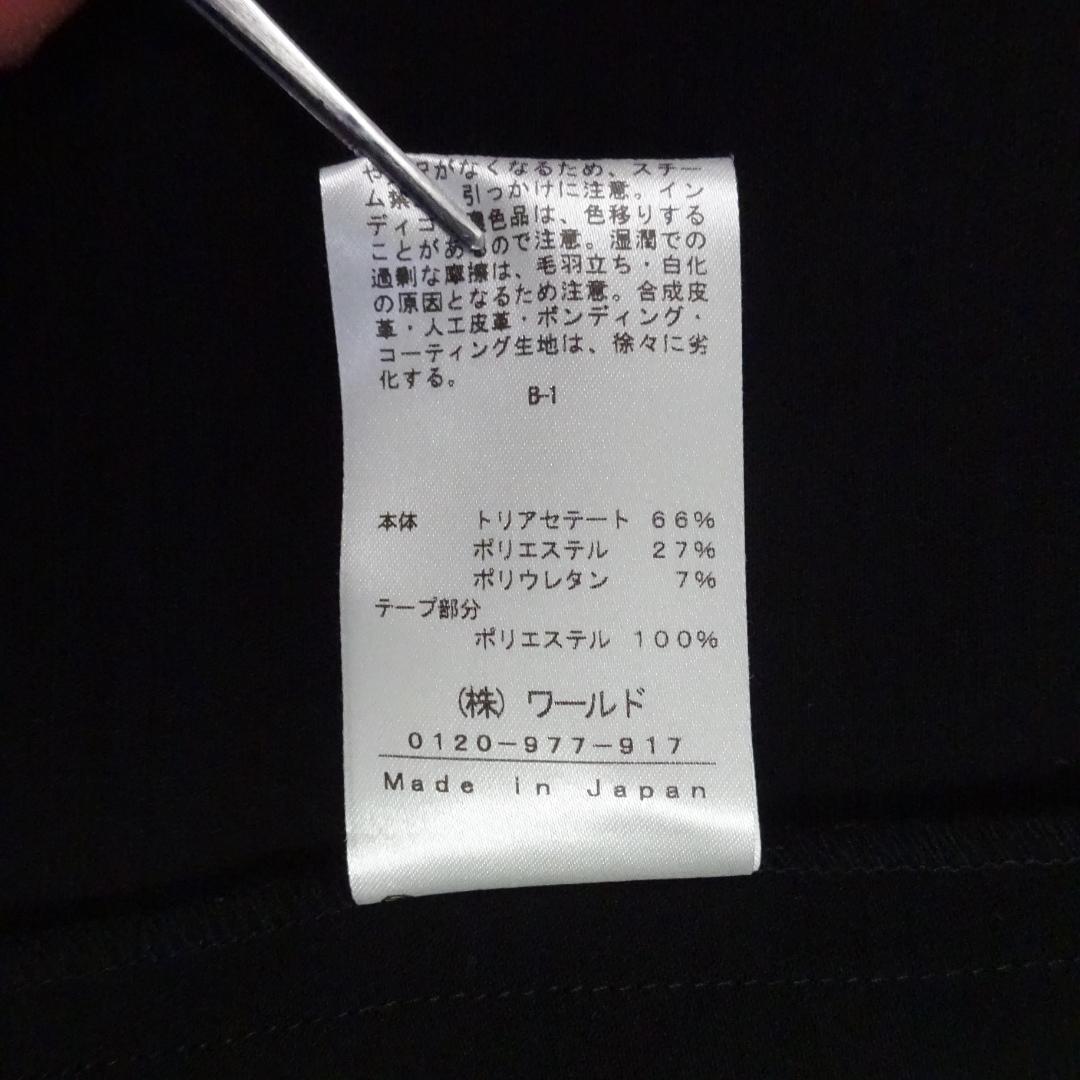 がなくなるため、スチー
ム 引っかけに注意。イン
ディゴ 色品は、色移りする
ことがあるので注意。湿潤での
過剰な摩擦は、毛羽立ち・白化
の原因となるため注意。合成皮
革・人工皮革・ボンディング・
コーティング生地は、徐々に劣
化する。
B-1
本体 トリアセテート 66%
ポリエステル 27%
ポリウレタン 7%
テープ部分
ポリエステル 100%
(株) ワールド
0120-977-917
Made in Japan